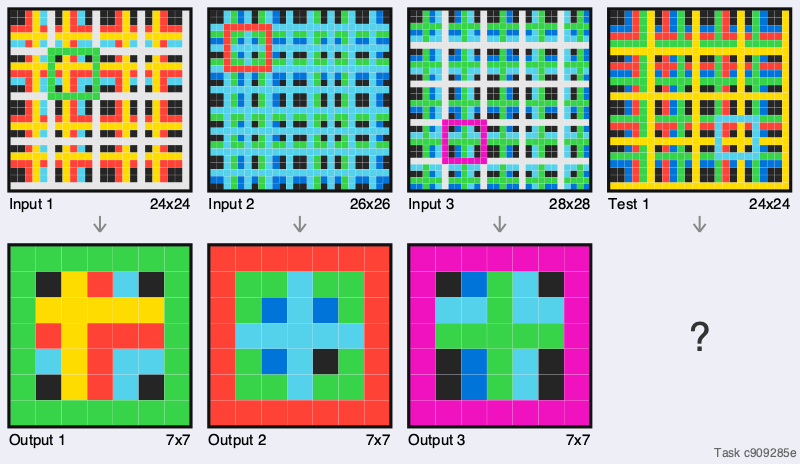 Input 1 24x24
Input 2 26x26
Input 3 28x28
Test 1 24x24
?
Output 1 7x7
Output 2 7x7
Output 3 7x7
Task c909285e